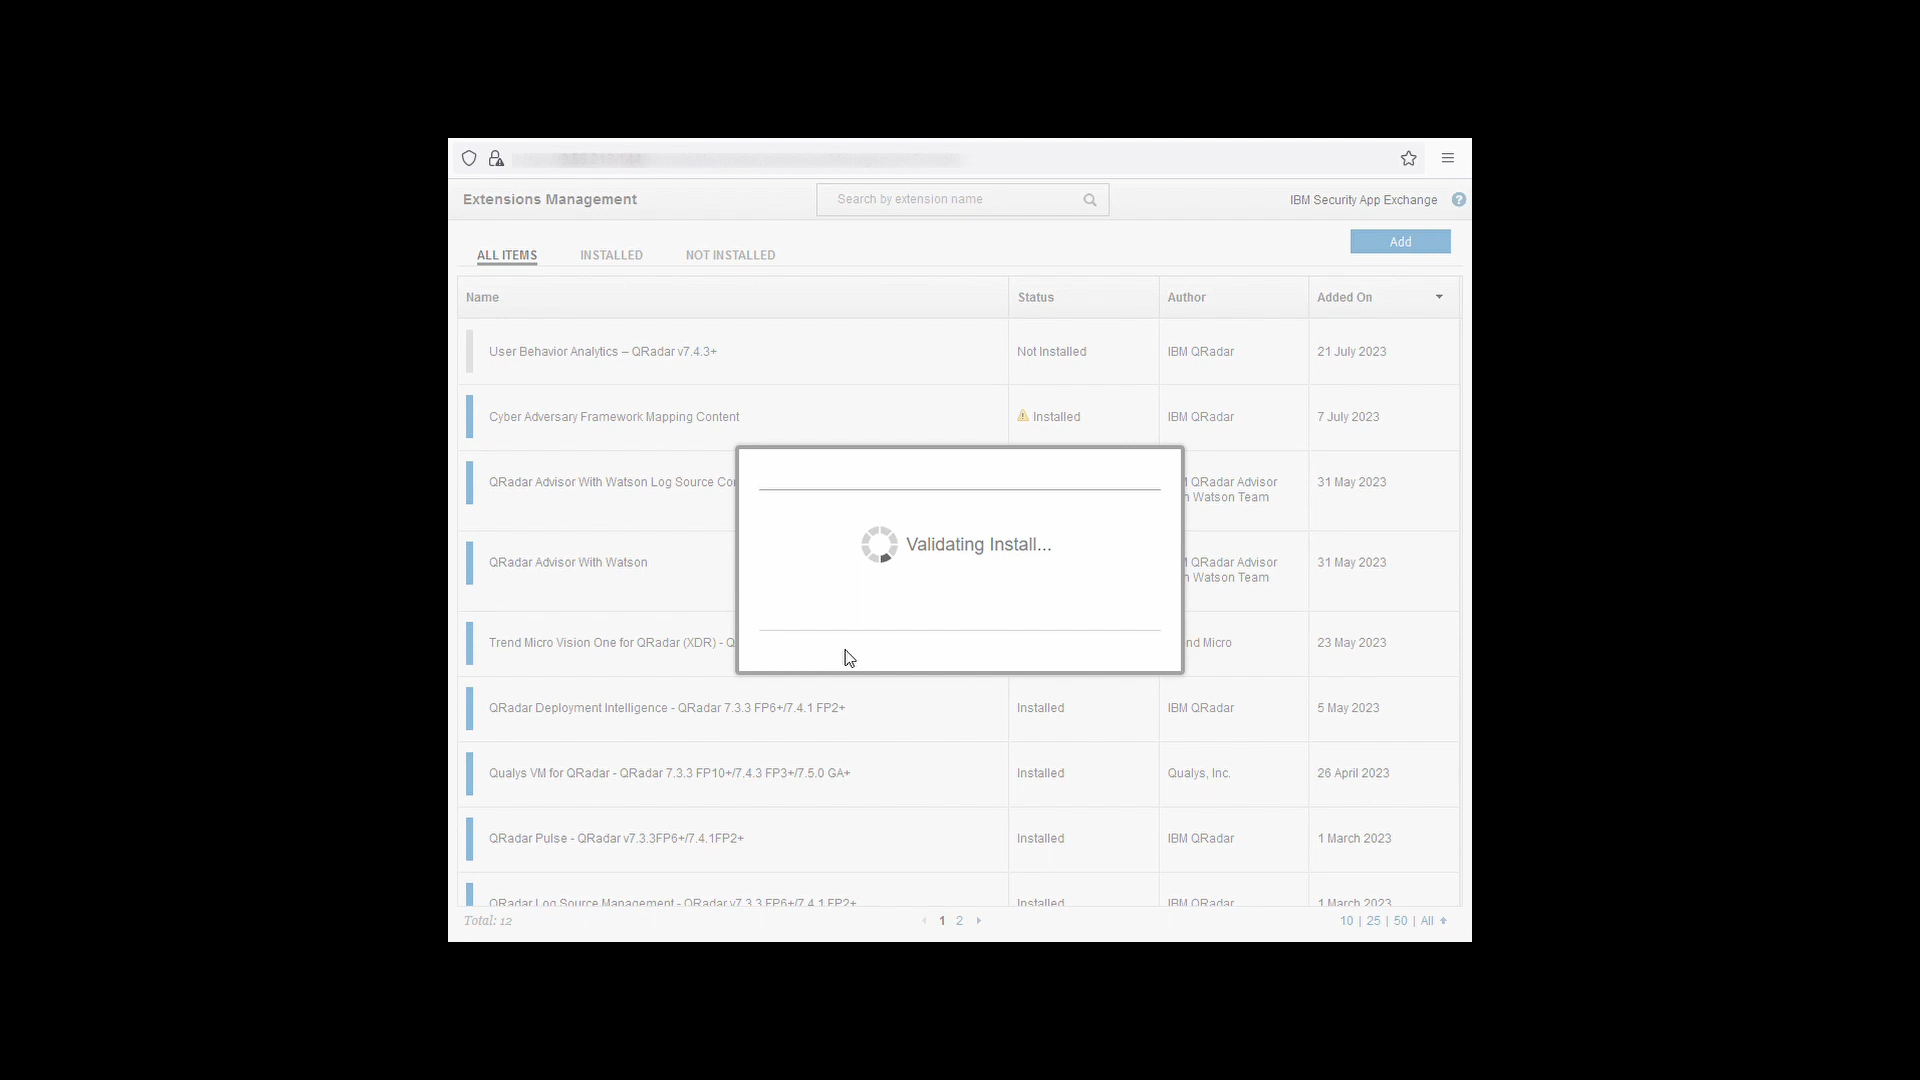 Extensions Management
Search by extension name
IBM Security App Exchange
?
Add
ALL ITEMS INSTALLED NOT INSTALLED
Name Status Author Added On
User Behavior Analytics – QRadar v7.4.3+ Not Installed IBM QRadar 21 July 2023
Cyber Adversary Framework Mapping Content Installed IBM QRadar 7 July 2023
QRadar Advisor With Watson Log Source QRadar Advisor 31 May 2023
Watson Team
QRadar Advisor With Watson QRadar Advisor 31 May 2023
Watson Team
Validating Install...
Trend Micro Vision One for QRadar (XDR) - Micro 23 May 2023
QRadar Deployment Intelligence - QRadar 7.3.3 FP6+/7.4.1 FP2+ Installed IBM QRadar 5 May 2023
Qualys VM for QRadar - QRadar 7.3.3 FP10+/7.4.3 FP3+/7.5.0 GA+ Installed Qualys, Inc. 26 April 2023
QRadar Pulse - QRadar v7.3.3FP6+/7.4.1FP2+ Installed IBM QRadar 1 March 2023
QRadar Log Source Management - QRadar v7.3.3 FP6+/7.4.1 FP2+ Installed IBM QRadar 1 March 2023
Total: 12 1 2 10 | 25 | 50 | All